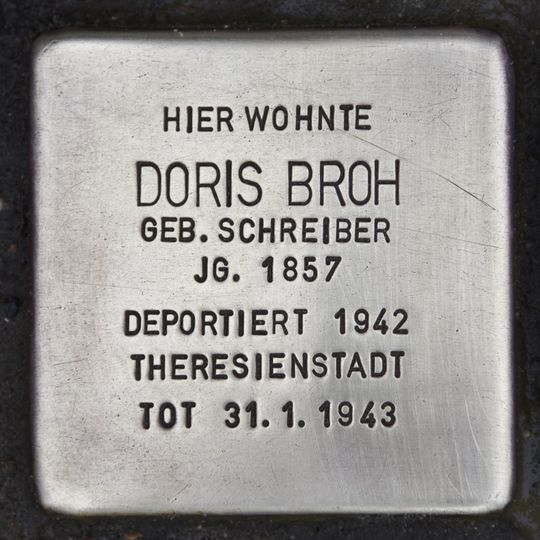 HIER WOHNTE
DORIS BROH
GEB. SCHREIBER
JG. 1857
DEPORTIERT 1942
THERESIENSTADT
TOT 31.1.1943